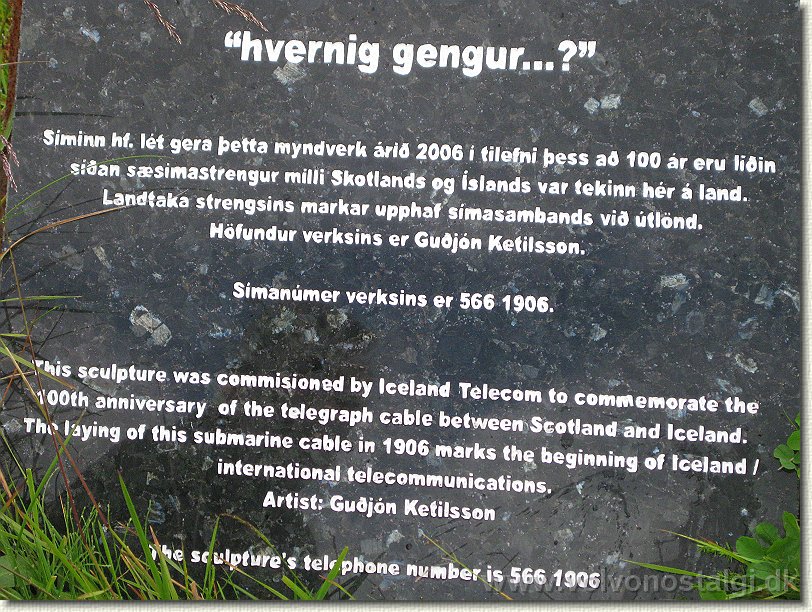 “hvernig gengur...?”
Síminn hf. lét gera þetta myndverk árið 2006 í tilefni þess að 100 ár eru liðin
síðan sæsímastrengur milli Skotlands og Íslands var tekinn hér á land.
Landtaka strengsins markar upphaf símasambands við útlönd.
Höfundur verksins er Guðjón Ketilsson.
Símanúmer verksins er 566 1906.
This sculpture was commisioned by Iceland Telecom to commemorate the
100th anniversary of the telegraph cable between Scotland and Iceland.
The laying of this submarine cable in 1906 marks the beginning of Iceland /
international telecommunications.
Artist: Guðjón Ketilsson
The sculpture's telephone number is 566 1906
www.volvonostalgi.dk